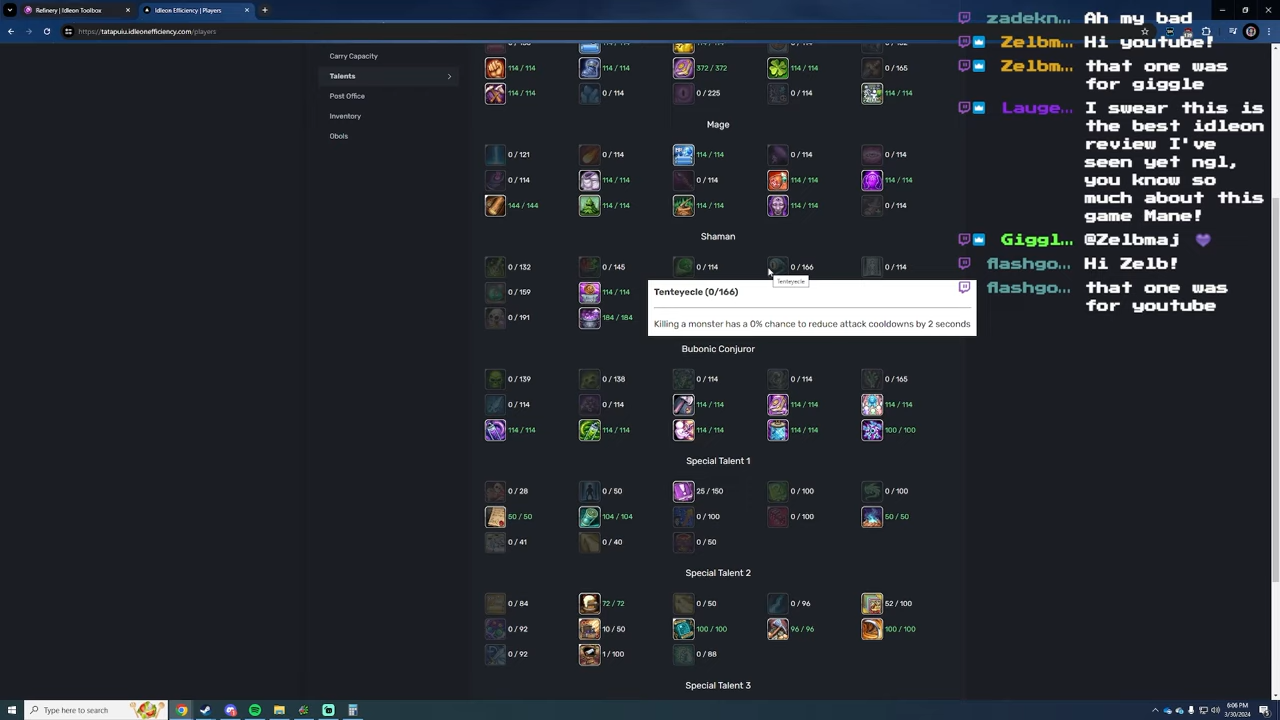 Refinery | Idleon Toolbox
Idleon Efficiency | Players
https://tatapuiu.idleonefficiency.com/players
Carry Capacity
Talents
Post Office
Inventory
Obols
114 / 114
114 / 114
372 / 372
114 / 114
0 / 165
114 / 114
0 / 114
0 / 225
0 / 114
114 / 114
Mage
0 / 121
0 / 114
114 / 114
0 / 114
0 / 114
0 / 114
114 / 114
0 / 114
114 / 114
114 / 114
144 / 144
114 / 114
114 / 114
114 / 114
0 / 114
Shaman
0 / 132
0 / 145
0 / 114
0 / 166
0 / 114
Tenteyecle
0 / 159
114 / 114
Tenteyecle (0/166)
0 / 191
184 / 184
Killing a monster has a 0% chance to reduce attack cooldowns by 2 seconds
Bubonic Conjuror
0 / 139
0 / 138
0 / 114
0 / 114
0 / 165
0 / 114
0 / 114
114 / 114
114 / 114
114 / 114
114 / 114
114 / 114
114 / 114
114 / 114
100 / 100
Special Talent 1
0 / 28
0 / 50
25 / 150
0 / 100
0 / 100
50 / 50
104 / 104
0 / 100
0 / 100
50 / 50
0 / 41
0 / 40
0 / 50
Special Talent 2
0 / 84
72 / 72
0 / 50
0 / 96
52 / 100
0 / 92
10 / 50
100 / 100
96 / 96
100 / 100
0 / 92
1 / 100
0 / 88
Special Talent 3
zadekn... Ah my bad
Zelbm... Hi youtube!
Zelbm... that one was
for giggle
Lauge... I swear this is
the best idleon
review I've
seen yet ngl,
you know so
much about this
game Mane!
Giggl... @Zelbmaj 💜
flashgo... Hi Zelb!
flashgo... that one was
for youtube
Type here to search
6:06 PM
3/30/2024